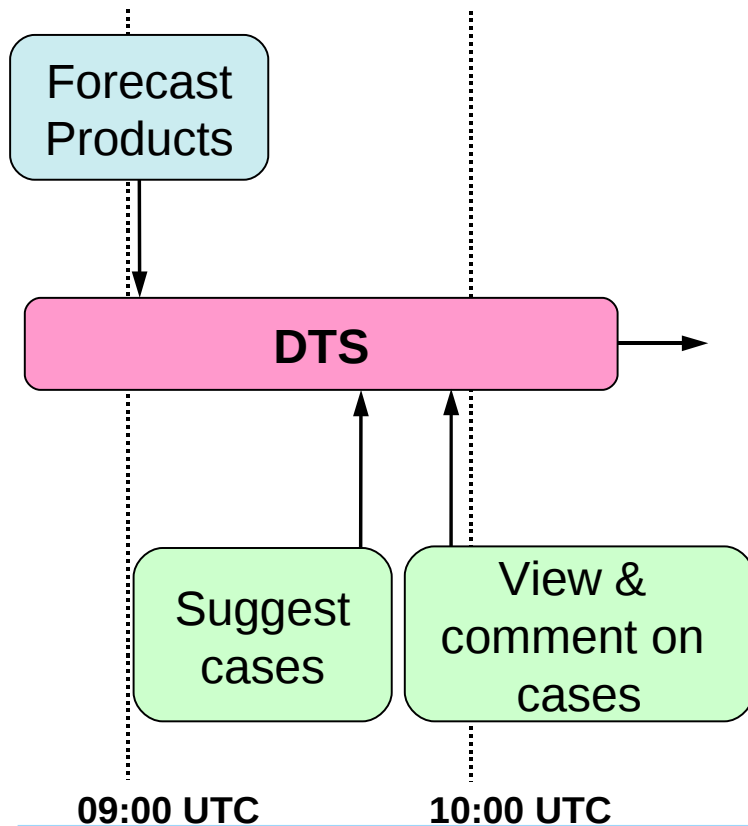 Forecast
Products
DTS
Suggest
cases
View &
comment on
cases
09:00 UTC
10:00 UTC